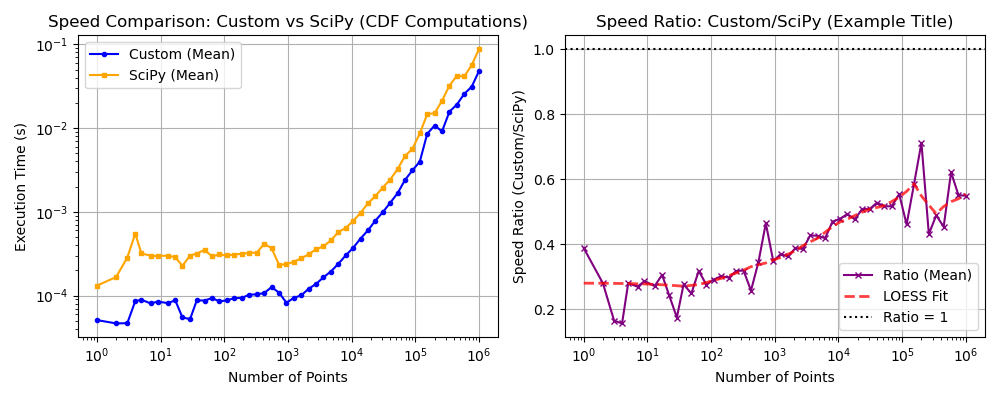 Speed Comparison: Custom vs SciPy (CDF Computations)
Custom (Mean)
SciPy (Mean)
Execution Time (s)
10⁻¹
10⁻²
10⁻³
10⁻⁴
10⁰ 10¹ 10² 10³ 10⁴ 10⁵ 10⁶
Number of Points
Speed Ratio: Custom/SciPy (Example Title)
Speed Ratio (Custom/SciPy)
1.0
0.8
0.6
0.4
0.2
Ratio (Mean)
LOESS Fit
Ratio = 1
10⁰ 10¹ 10² 10³ 10⁴ 10⁵ 10⁶
Number of Points